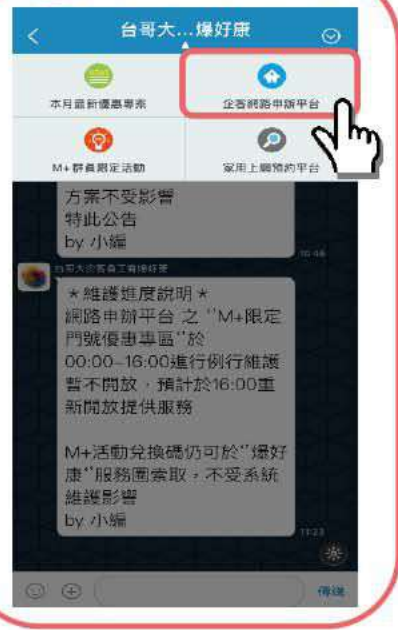 台哥大...爆好康
本月最新優惠專案
企客網路申辦平台
M+群員限定活動
家用上網預約平台
方案不受影響
特此公告
by 小編
台哥大企客員工專爆好康
★維護進度說明★
網路申辦平台 之 "M+限定
門號優惠專區"於
00:00-16:00進行例行維護
暫不開放,預計於16:00重
新開放提供服務
M+活動兌換碼仍可於"爆好
康"服務圈索取,不受系統
維護影響
by 小編
11:23
傳送